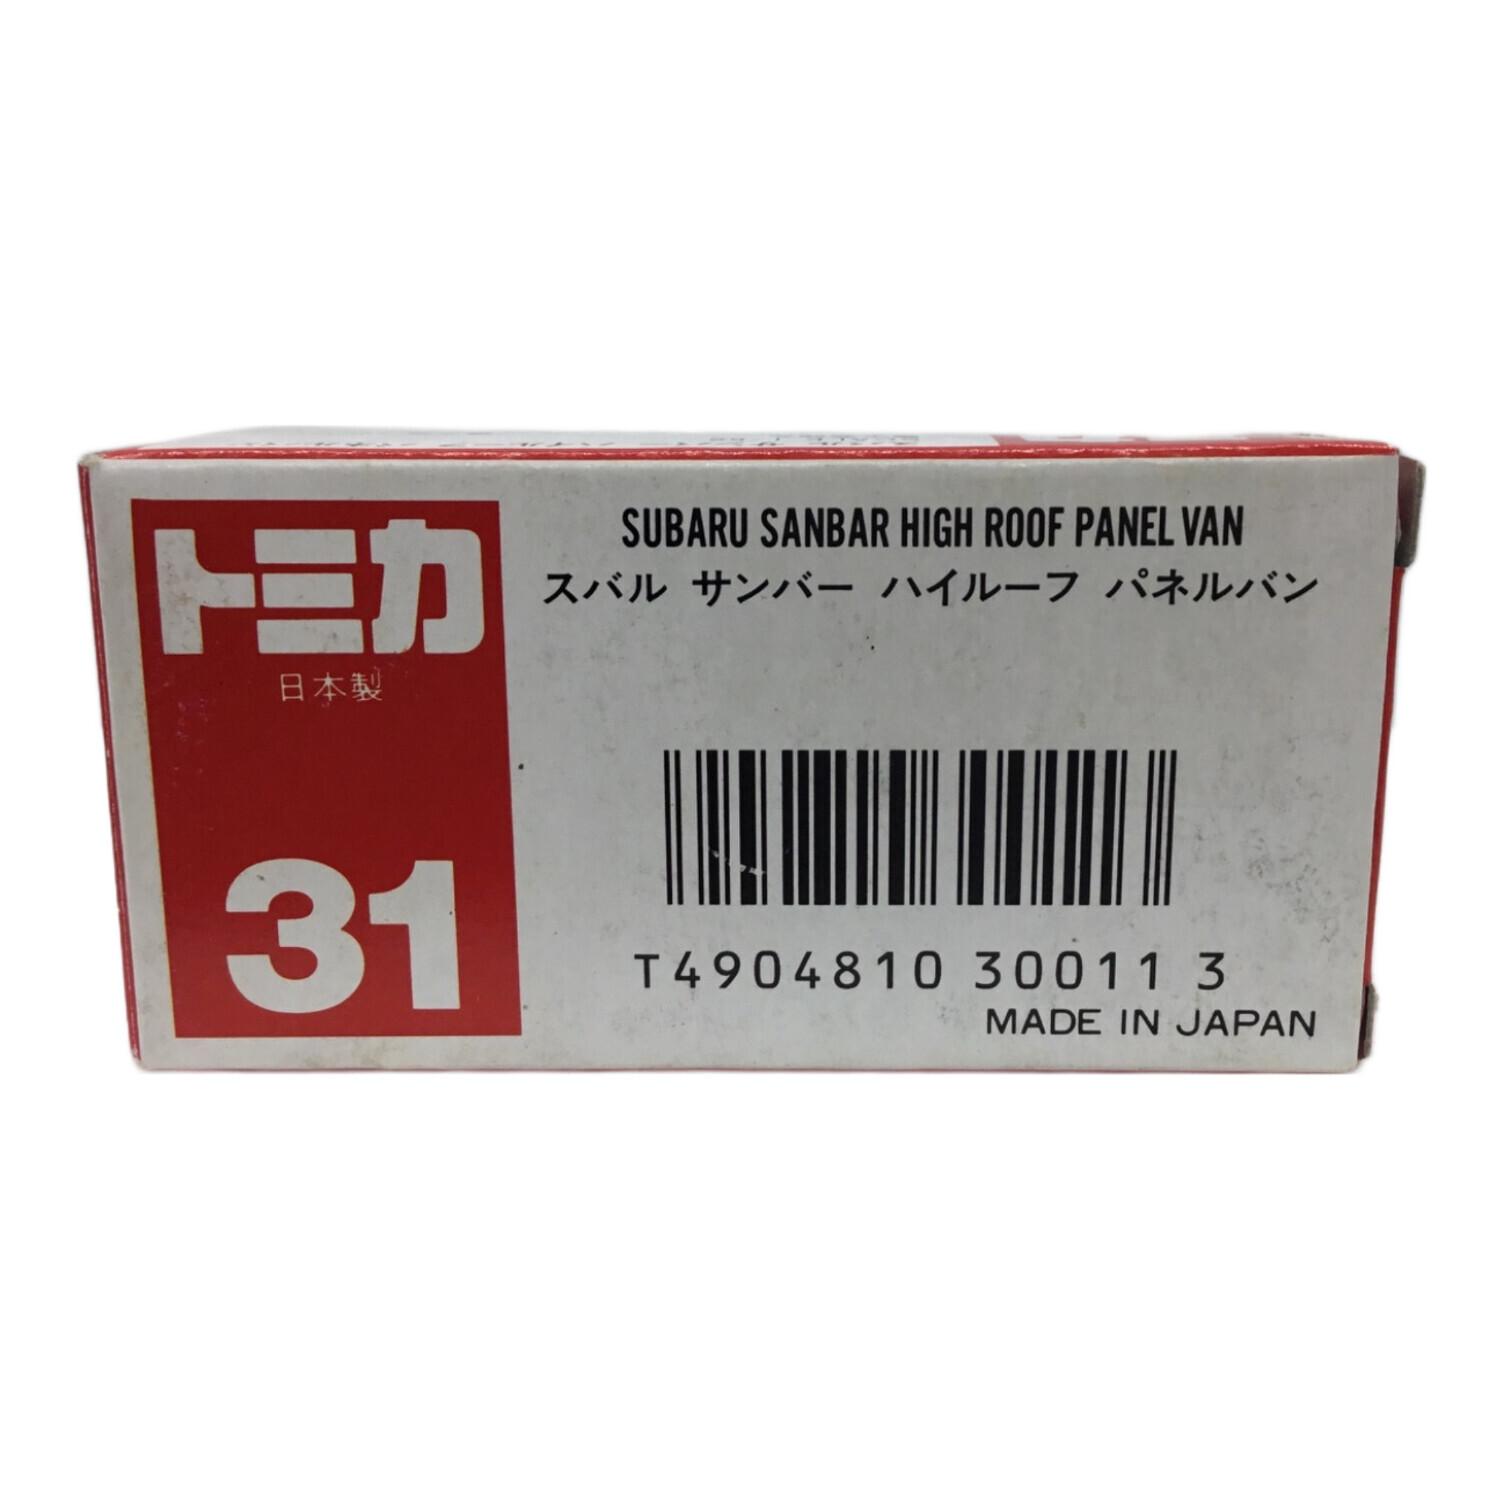 トミカ
日本製
31
SUBARU SANBAR HIGH ROOF PANEL VAN
スバル サンバー ハイルーフ パネルバン
T4904810 30011 3
MADE IN JAPAN